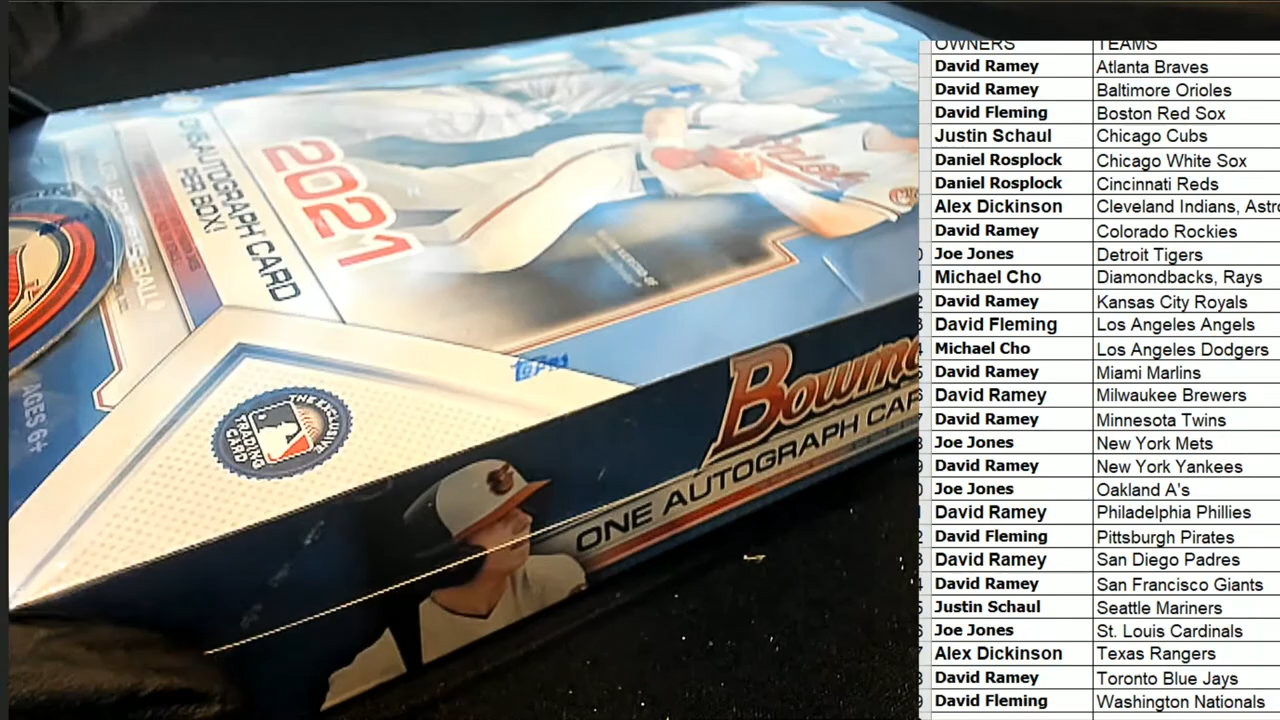 2021
ONE AUTOGRAPH CARD
PER BOX!
BASEBALL
AGES 6+
THE EXCLUSIVE
TRADING
CARD
TOPPS
Bowma
ONE AUTOGRAPH CAR
OWNERS TEAMS
David Ramey Atlanta Braves
David Ramey Baltimore Orioles
David Fleming Boston Red Sox
Justin Schaul Chicago Cubs
Daniel Rosplock Chicago White Sox
Daniel Rosplock Cincinnati Reds
Alex Dickinson Cleveland Indians, Astro
David Ramey Colorado Rockies
Joe Jones Detroit Tigers
Michael Cho Diamondbacks, Rays
David Ramey Kansas City Royals
David Fleming Los Angeles Angels
Michael Cho Los Angeles Dodgers
David Ramey Miami Marlins
David Ramey Milwaukee Brewers
David Ramey Minnesota Twins
Joe Jones New York Mets
David Ramey New York Yankees
Joe Jones Oakland A's
David Ramey Philadelphia Phillies
David Fleming Pittsburgh Pirates
David Ramey San Diego Padres
David Ramey San Francisco Giants
Justin Schaul Seattle Mariners
Joe Jones St. Louis Cardinals
Alex Dickinson Texas Rangers
David Ramey Toronto Blue Jays
David Fleming Washington Nationals